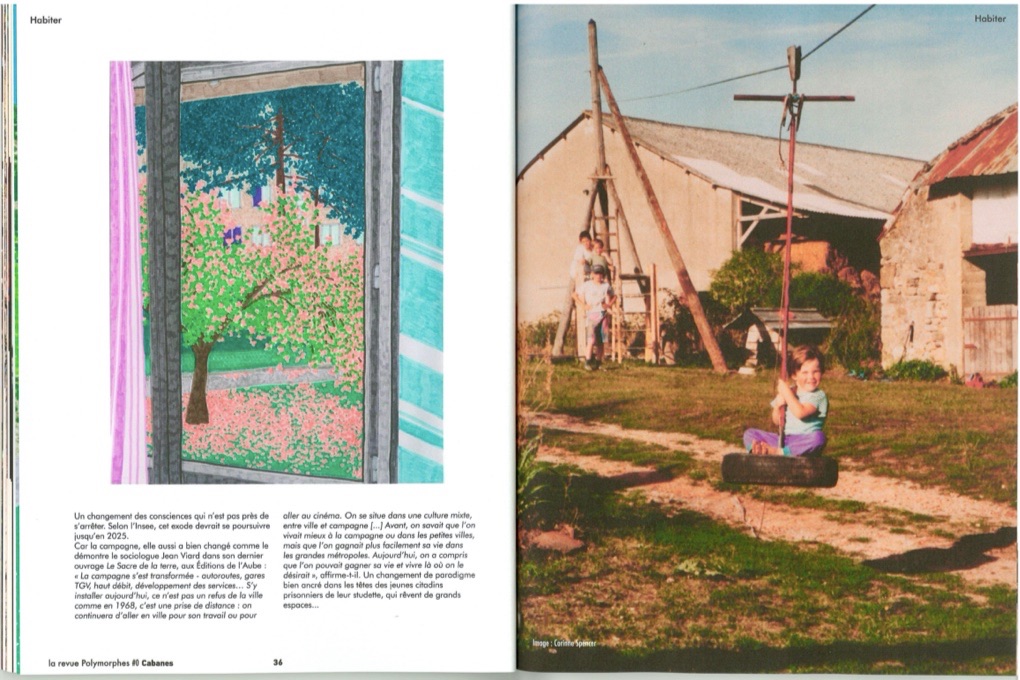 Habiter
Un changement des consciences qui n'est pas près de
s'arrêter. Selon l'Insee, cet exode devrait se poursuivre
jusqu'en 2025.
Car la campagne, elle aussi a bien changé comme le
démontre le sociologue Jean Viard dans son dernier
ouvrage Le Sacre de la terre, aux Éditions de l'Aube :
« La campagne s'est transformée - autoroutes, gares
TGV, haut débit, développement des services... S'y
installer aujourd'hui, ce n'est pas un refus de la ville
comme en 1968, c'est une prise de distance : on
continuera d'aller en ville pour son travail ou pour
aller au cinéma. On se situe dans une culture mixte,
entre ville et campagne [...] Avant, on savait que l'on
vivait mieux à la campagne ou dans les petites villes,
mais que l'on gagnait plus facilement sa vie dans
les grandes métropoles. Aujourd'hui, on a compris
que l'on pouvait gagner sa vie et vivre là où on le
désirait », affirme-t-il. Un changement de paradigme
bien ancré dans les têtes des jeunes citadins
prisonniers de leur studette, qui rêvent de grands
espaces...
la revue Polymorphes #0 Cabanes
36
Habiter
Image : Corinne Spencer